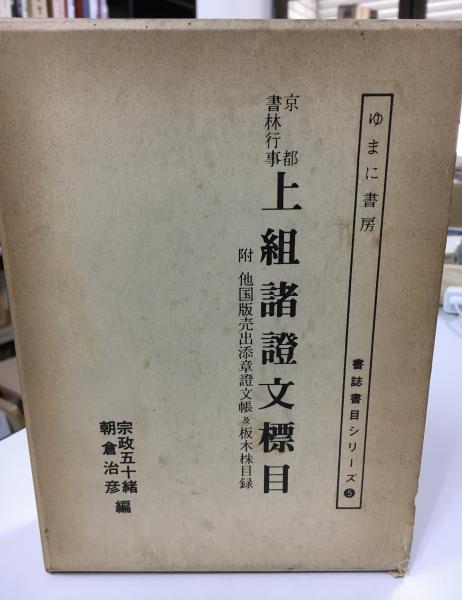 ゆまに書房
書誌書目シリーズ❺
京都
書林行事
上組諸證文標目
附 他国版売出添章證文帳及板木株目録
宗政五十緒
朝倉治彦 編